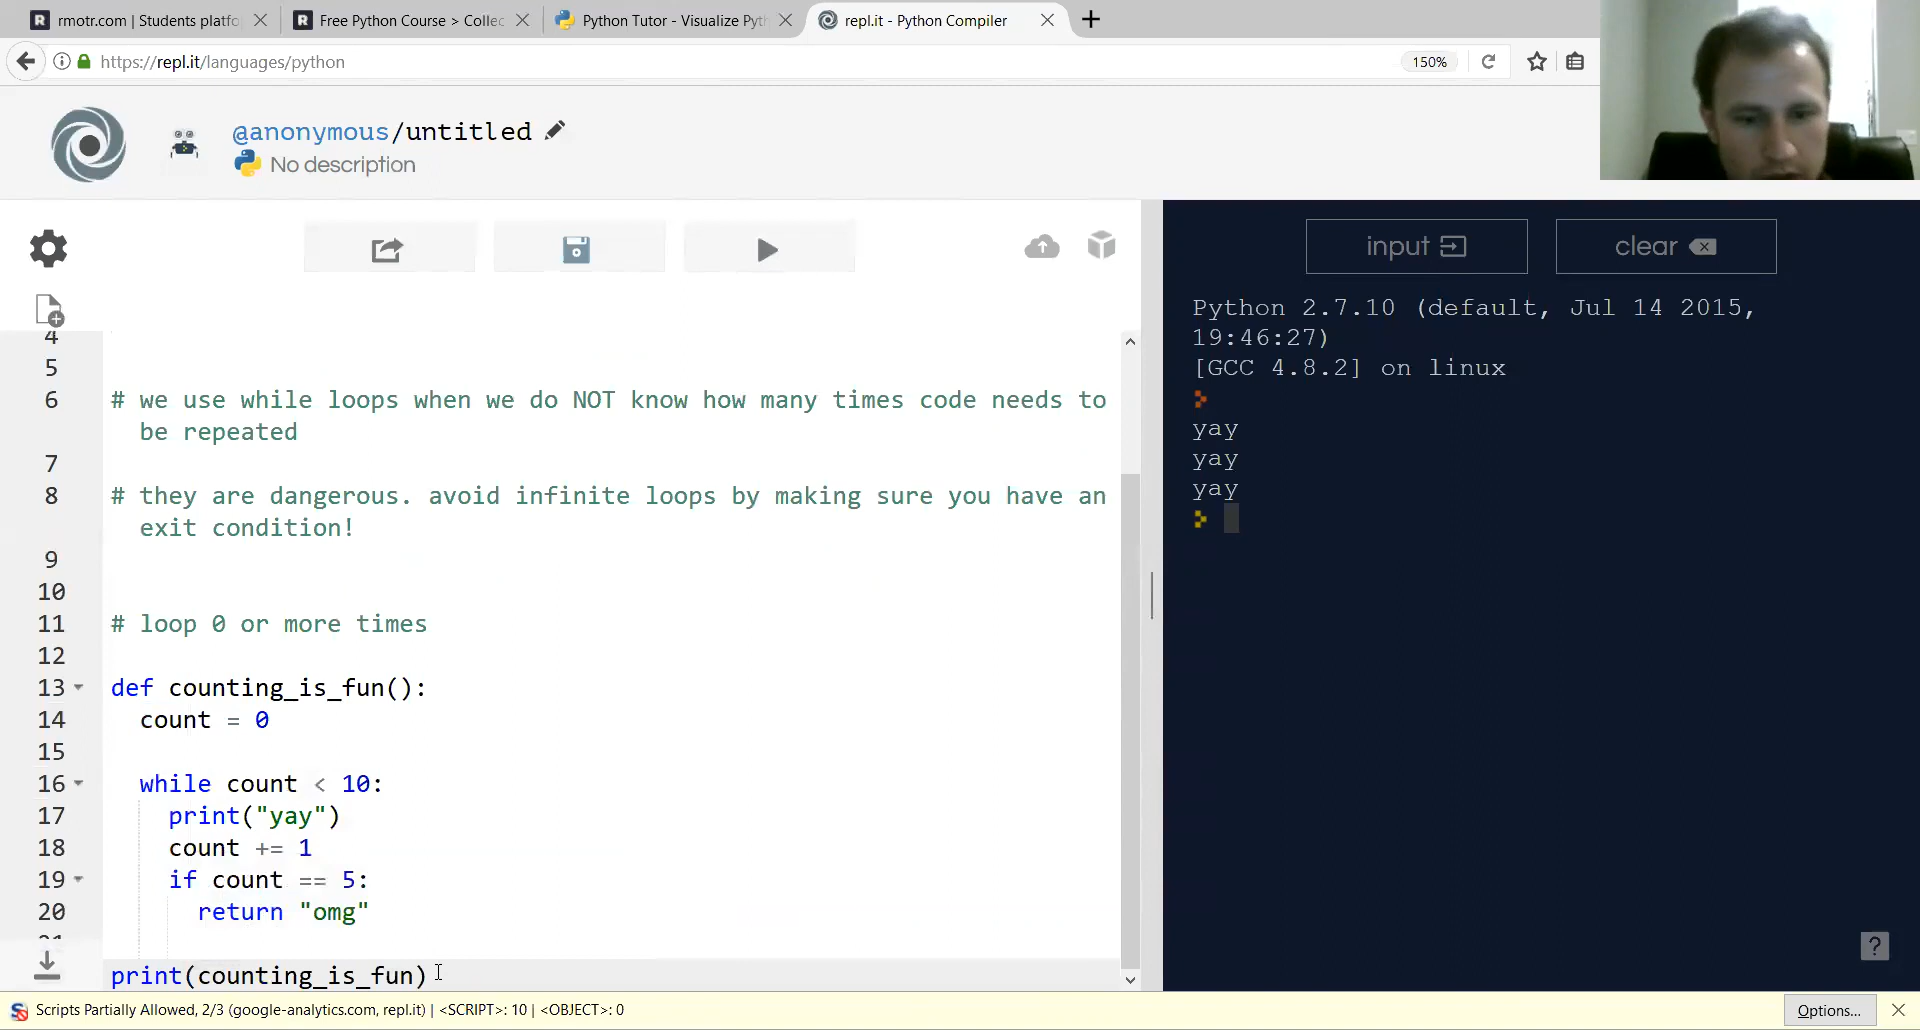 rmotr.com | Students platfo
Free Python Course > Collec
Python Tutor - Visualize Pyth
repl.it - Python Compiler
https://repl.it/languages/python
150%
@anonymous/untitled
No description
input
clear
4
5
6 # we use while loops when we do NOT know how many times code needs to
be repeated
7
8 # they are dangerous. avoid infinite loops by making sure you have an
exit condition!
9
10
11 # loop 0 or more times
12
13 def counting_is_fun():
14 count = 0
15
16 while count < 10:
17 print("yay")
18 count += 1
19 if count == 5:
20 return "omg"
21
print(counting_is_fun)
Python 2.7.10 (default, Jul 14 2015,
19:46:27)
[GCC 4.8.2] on linux
yay
yay
yay
?
Scripts Partially Allowed, 2/3 (google-analytics.com, repl.it) | <SCRIPT>: 10 | <OBJECT>: 0
Options...